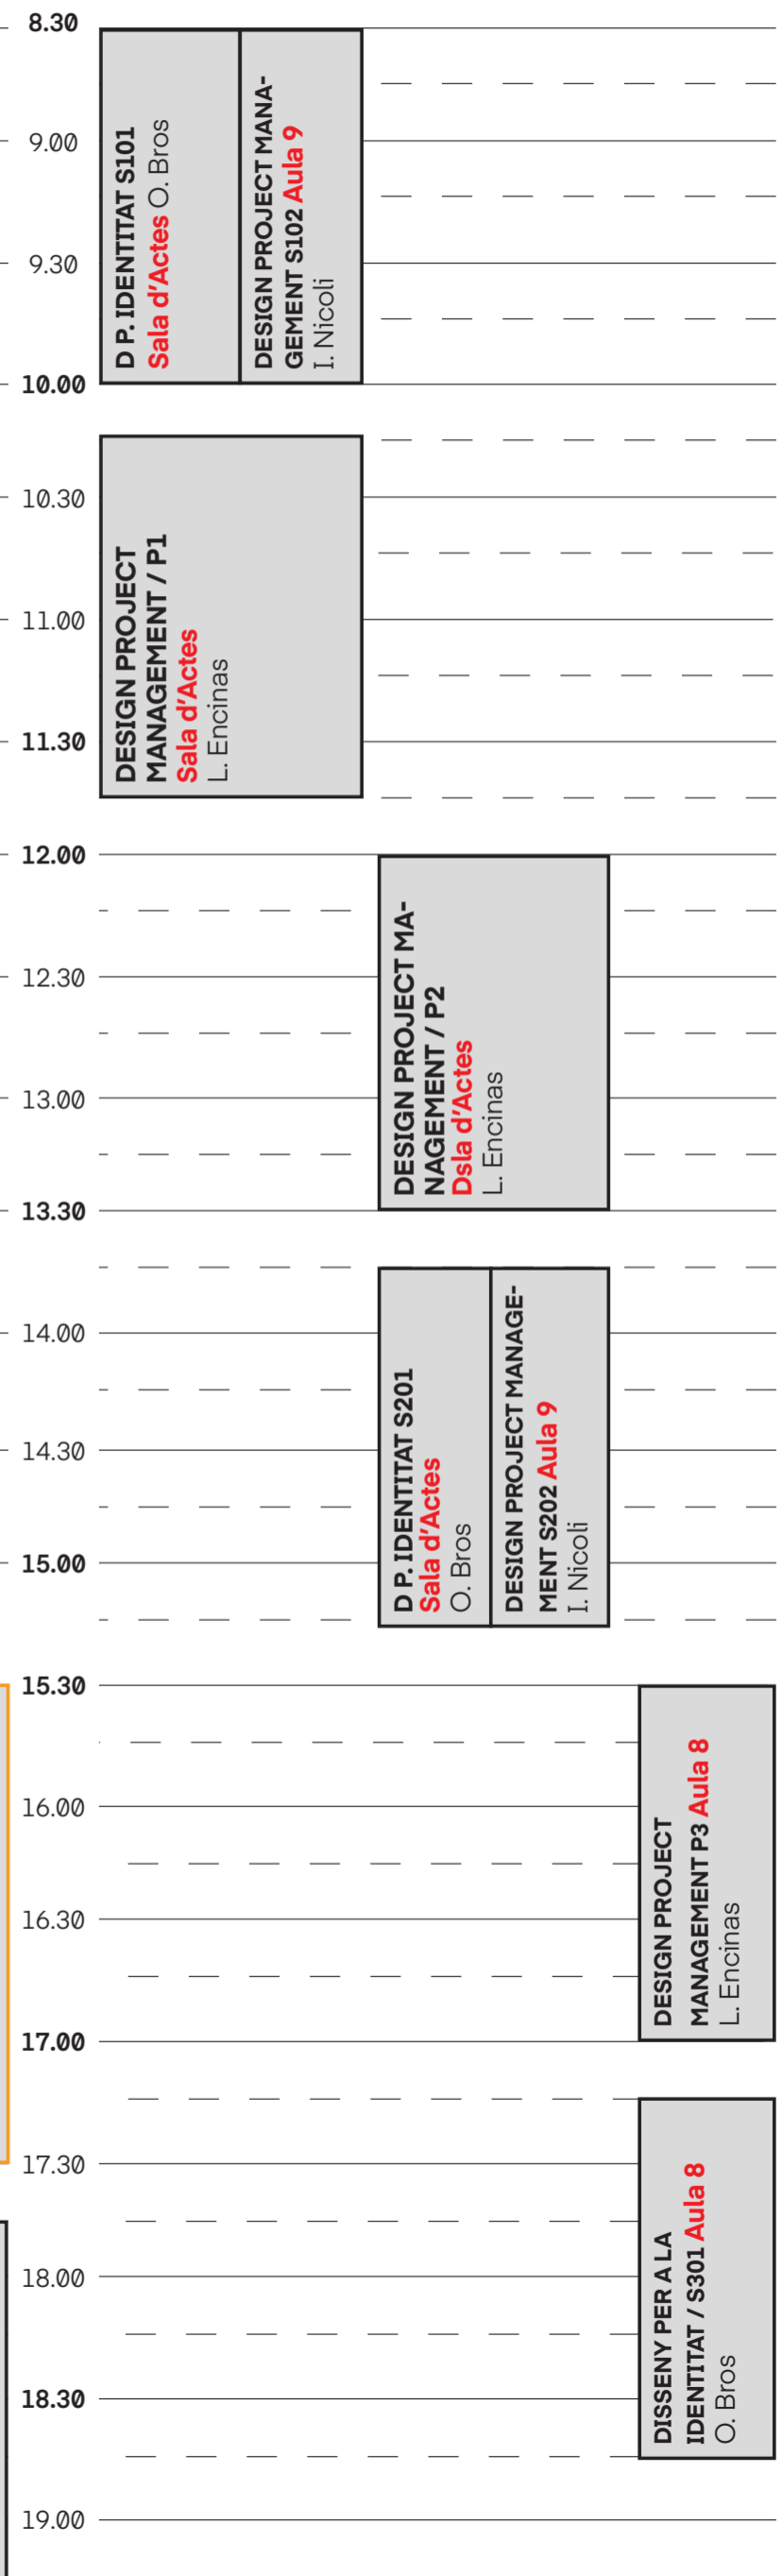 8.30
9.00
9.30
10.00
D P. IDENTITAT S101
Sala d’Actes O. Bros
DESIGN PROJECT MANA-
GEMENT S102 Aula 9
I. Nicoli
10.30
11.00
11.30
DESIGN PROJECT
MANAGEMENT / P1
Sala d’Actes
L. Encinas
12.00
12.30
13.00
13.30
DESIGN PROJECT MA-
NAGEMENT / P2
Dsla d’Actes
L. Encinas
14.00
14.30
15.00
D P. IDENTITAT S201
Sala d’Actes
O. Bros
DESIGN PROJECT MANAGE-
MENT S202 Aula 9
I. Nicoli
15.30
16.00
16.30
17.00
DESIGN PROJECT
MANAGEMENT P3 Aula 8
L. Encinas
17.30
18.00
18.30
DISSENY PER A LA
IDENTITAT / S301 Aula 8
O. Bros
19.00